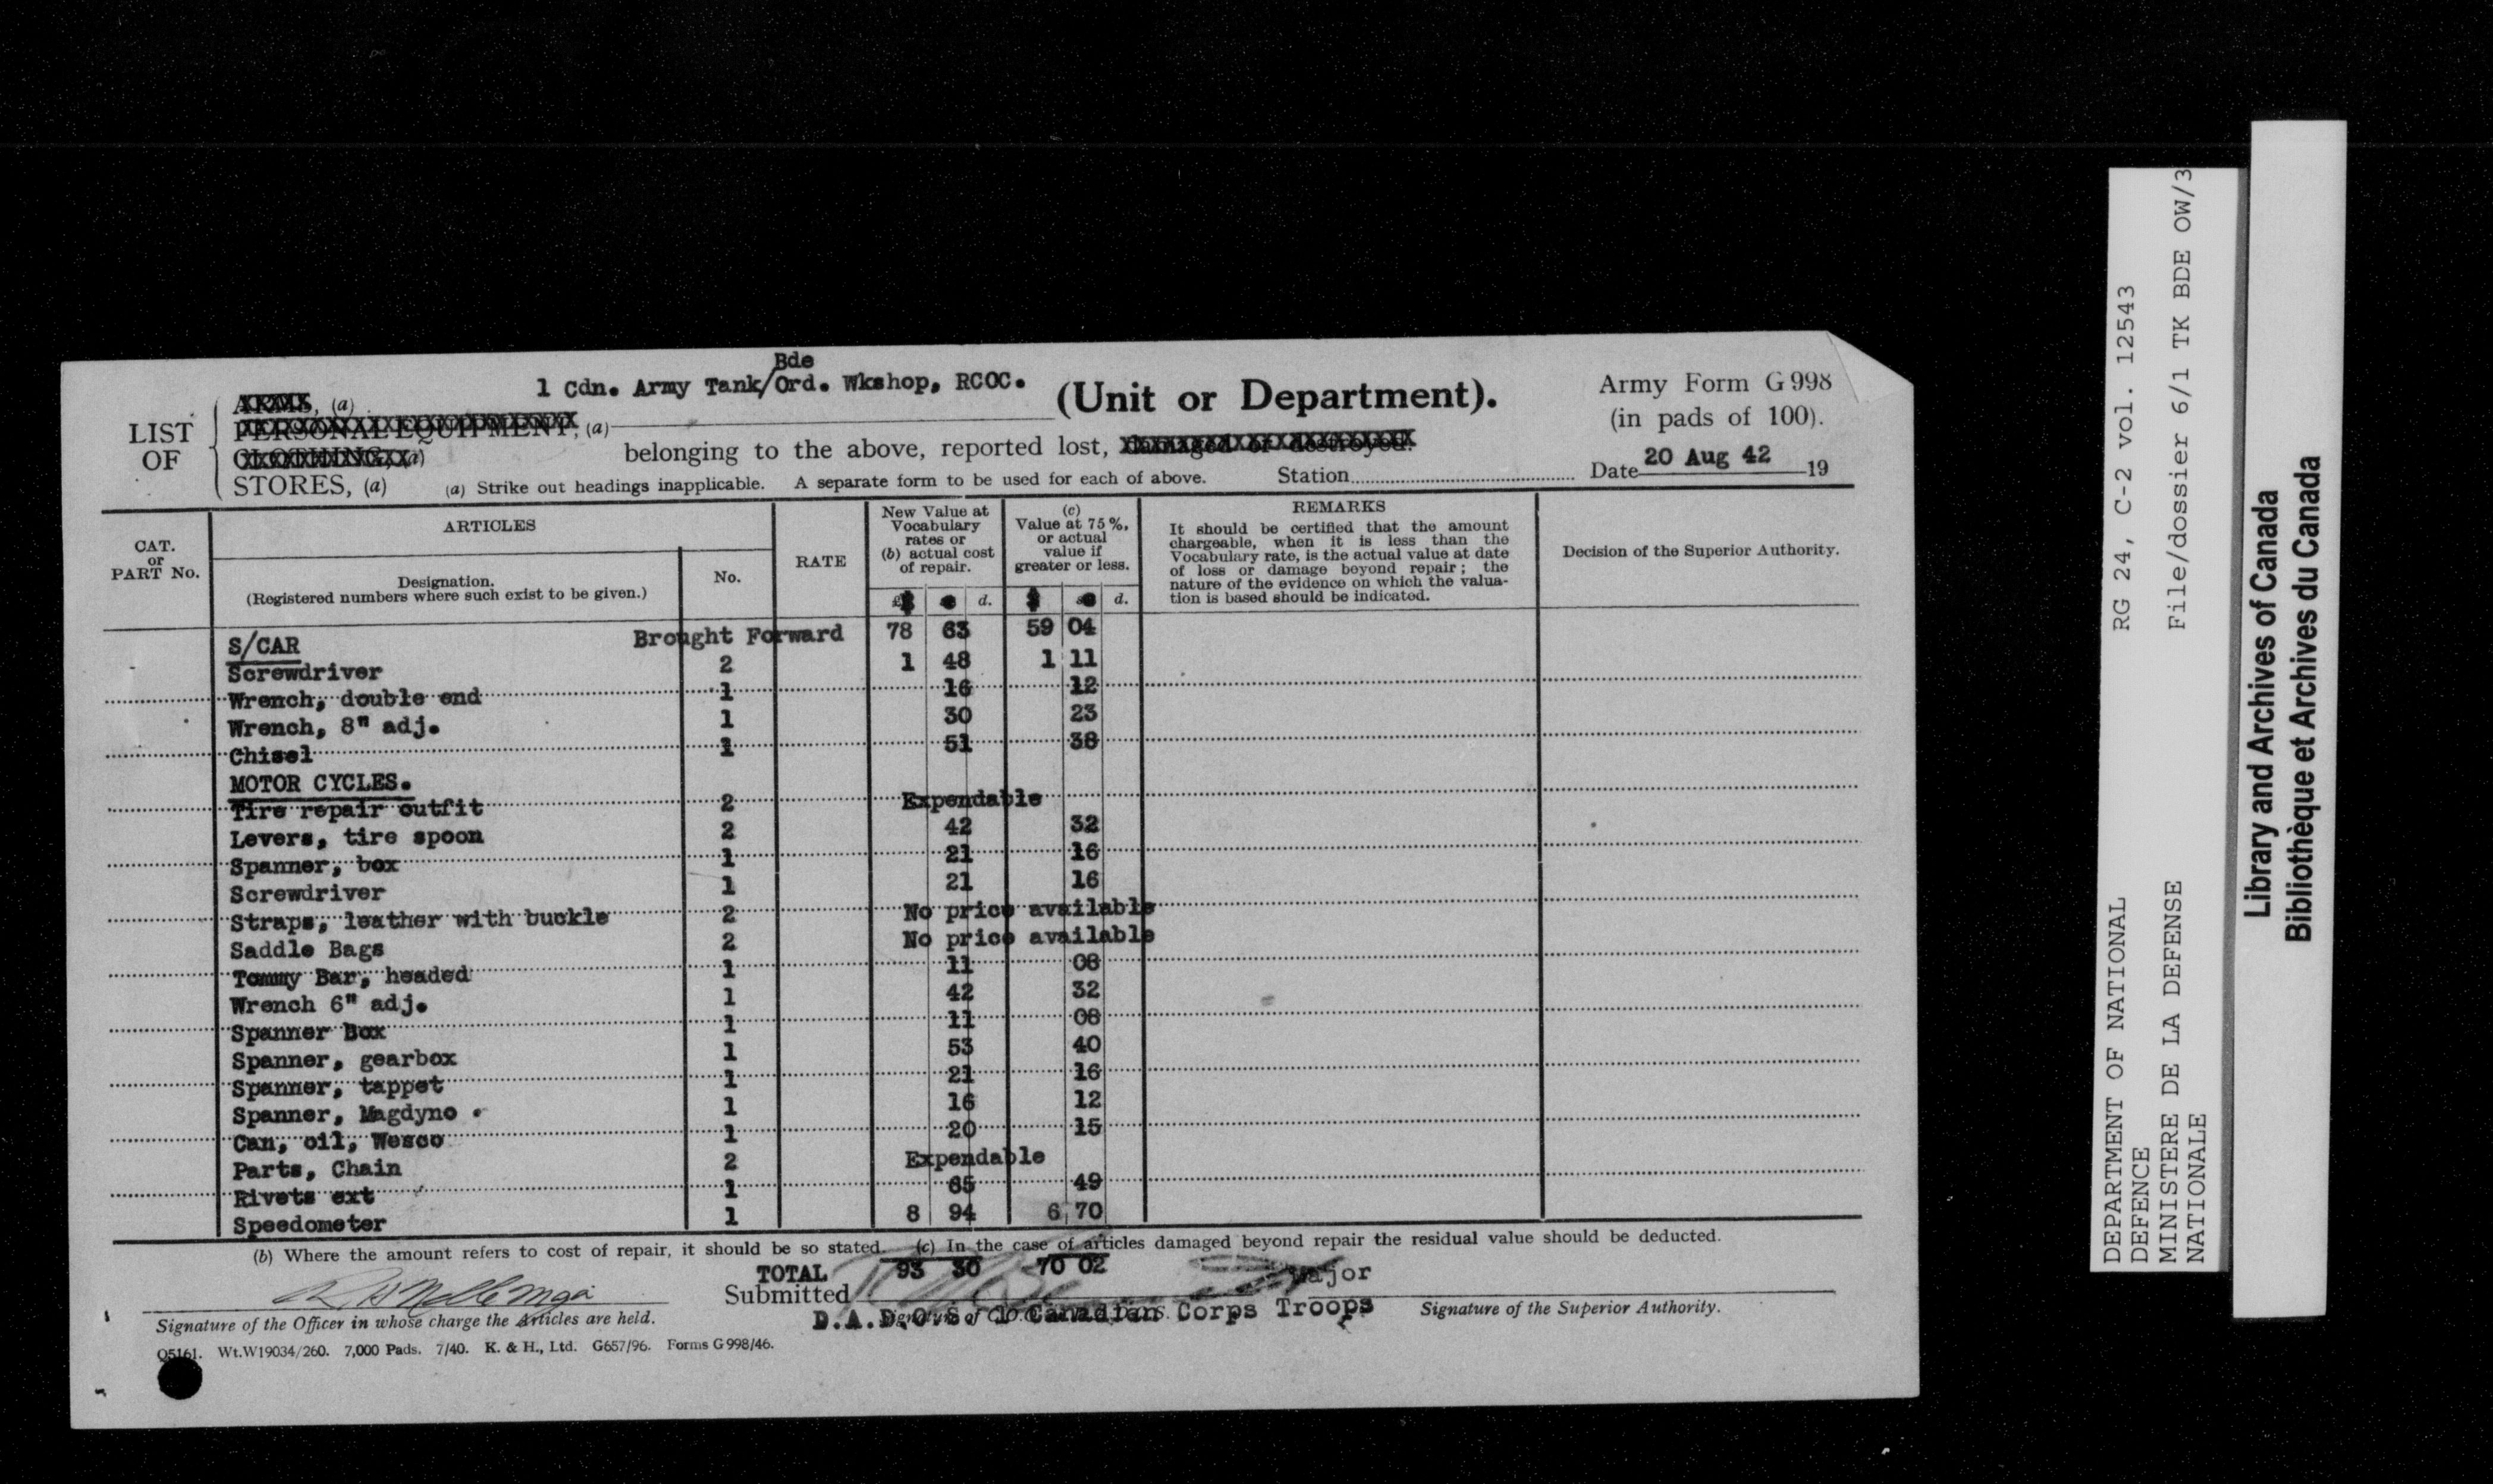 Bde
1 Cdn. Army Tank/Ord. Wkshop, RCOC. (Unit or Department).
Army Form G 998
(in pads of 100).
LIST OF
ARMS, (a)
PERSONAL EQUIPMENT, (a)
CLOTHING, (a)
STORES, (a)
belonging to the above, reported lost, damaged or destroyed.
(a) Strike out headings inapplicable. A separate form to be used for each of above. Station
Date 20 Aug 42 19
CAT. or PART No.
ARTICLES
Designation.
(Registered numbers where such exist to be given.)
No.
RATE
New Value at Vocabulary rates or (b) actual cost of repair.
(c) Value at 75%, or actual value if greater or less.
REMARKS
It should be certified that the amount
chargeable, when it is less than the
Vocabulary rate, is the actual value at date
of loss or damage beyond repair; the
nature of the evidence on which the valua-
tion is based should be indicated.
Decision of the Superior Authority.
d. d.
S/CAR Brought Forward 78 63 59 04
Screwdriver 2 1 48 1 11
Wrench, double end 1 16 12
Wrench, 8" adj. 1 30 23
Chisel 1 51 38
MOTOR CYCLES.
Tire repair outfit 2 Expendable
Levers, tire spoon 2 42 32
Spanner, box 1 21 16
Screwdriver 1 21 16
Straps, leather with buckle 2 No price available
Saddle Bags 2 No price available
Tommy Bar, headed 1 11 08
Wrench 6" adj. 1 42 32
Spanner Box 1 11 08
Spanner, gearbox 1 53 40
Spanner, tappet 1 21 16
Spanner, Magdyno 1 16 12
Can, oil, Wesco 1 20 15
Parts, Chain 2 Expendable
Rivets ext 1 65 49
Speedometer 1 8 94 6 70
(b) Where the amount refers to cost of repair, it should be so stated. (c) In the case of articles damaged beyond repair the residual value should be deducted.
TOTAL 93 30 70 02
Submitted Major
Signature of the Officer in whose charge the Articles are held.
D.A.D.O.S. 1 Canadian Corps Troops
Signature of the Superior Authority.
Q5161. Wt.W19034/260. 7,000 Pads. 7/40. K. & H., Ltd. G657/96. Forms G998/46.
DEPARTMENT OF NATIONAL
DEFENCE
MINISTERE DE LA DEFENSE
NATIONALE
RG 24, C-2 vol. 12543
File/dossier 6/1 TK BDE OW/3
Library and Archives of Canada
Bibliothèque et Archives du Canada